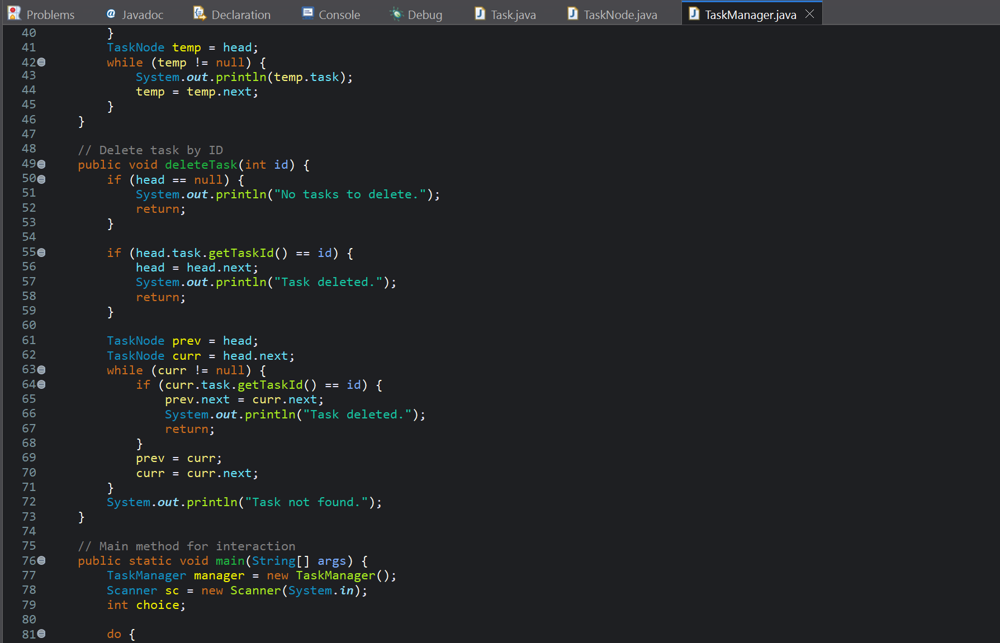 Problems @ Javadoc Declaration Console Debug Task.java TaskNode.java TaskManager.java
40         }
41         TaskNode temp = head;
42         while (temp != null) {
43             System.out.println(temp.task);
44             temp = temp.next;
45         }
46     }
47
48     // Delete task by ID
49     public void deleteTask(int id) {
50         if (head == null) {
51             System.out.println("No tasks to delete.");
52             return;
53         }
54
55         if (head.task.getTaskId() == id) {
56             head = head.next;
57             System.out.println("Task deleted.");
58             return;
59         }
60
61         TaskNode prev = head;
62         TaskNode curr = head.next;
63         while (curr != null) {
64             if (curr.task.getTaskId() == id) {
65                 prev.next = curr.next;
66                 System.out.println("Task deleted.");
67                 return;
68             }
69             prev = curr;
70             curr = curr.next;
71         }
72         System.out.println("Task not found.");
73     }
74
75     // Main method for interaction
76     public static void main(String[] args) {
77         TaskManager manager = new TaskManager();
78         Scanner sc = new Scanner(System.in);
79         int choice;
80
81         do {